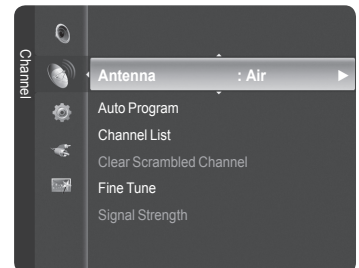 Channel
Antenna : Air
Auto Program
Channel List
Clear Scrambled Channel
Fine Tune
Signal Strength